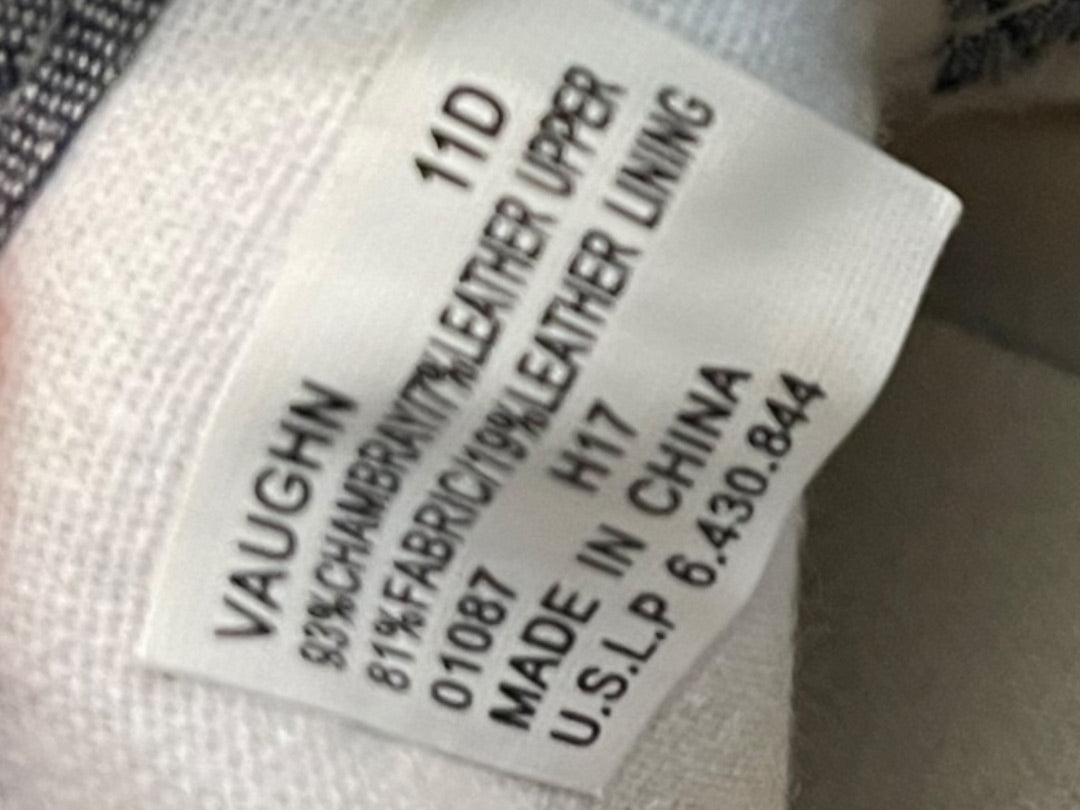 VAUGHN 11D
93%CHAMBRAY/7%LEATHER UPPER
81%FABRIC/19%LEATHER LINING
01087 H17
MADE IN CHINA
U.S.L.P 6.430.844